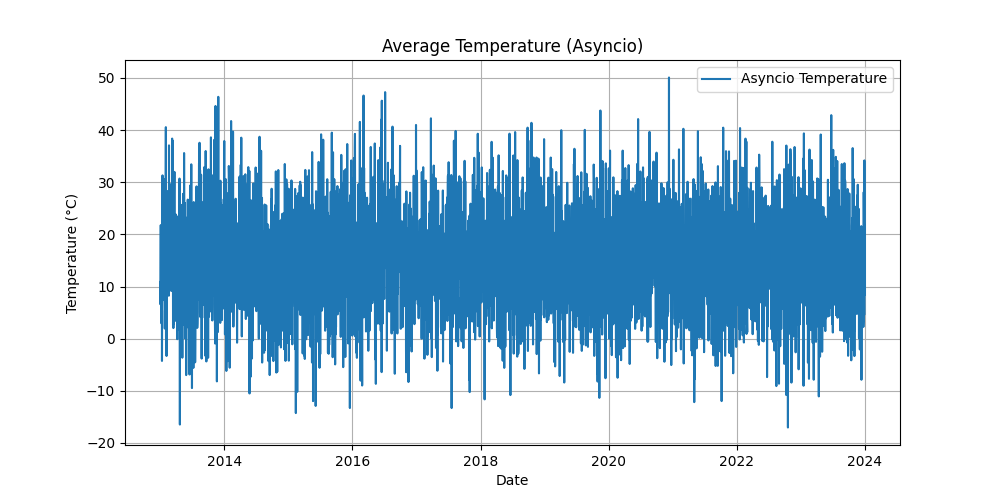 Average Temperature (Asyncio)
Asyncio Temperature
50
40
30
20
10
0
−10
−20
Temperature (°C)
2014 2016 2018 2020 2022 2024
Date